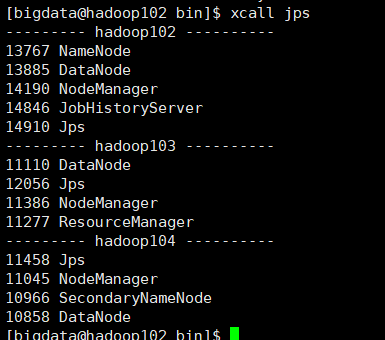 [bigdata@hadoop102 bin]$ xcall jps
--------- hadoop102 ----------
13767 NameNode
13885 DataNode
14190 NodeManager
14846 JobHistoryServer
14910 Jps
--------- hadoop103 ----------
11110 DataNode
12056 Jps
11386 NodeManager
11277 ResourceManager
--------- hadoop104 ----------
11458 Jps
11045 NodeManager
10966 SecondaryNameNode
10858 DataNode
[bigdata@hadoop102 bin]$